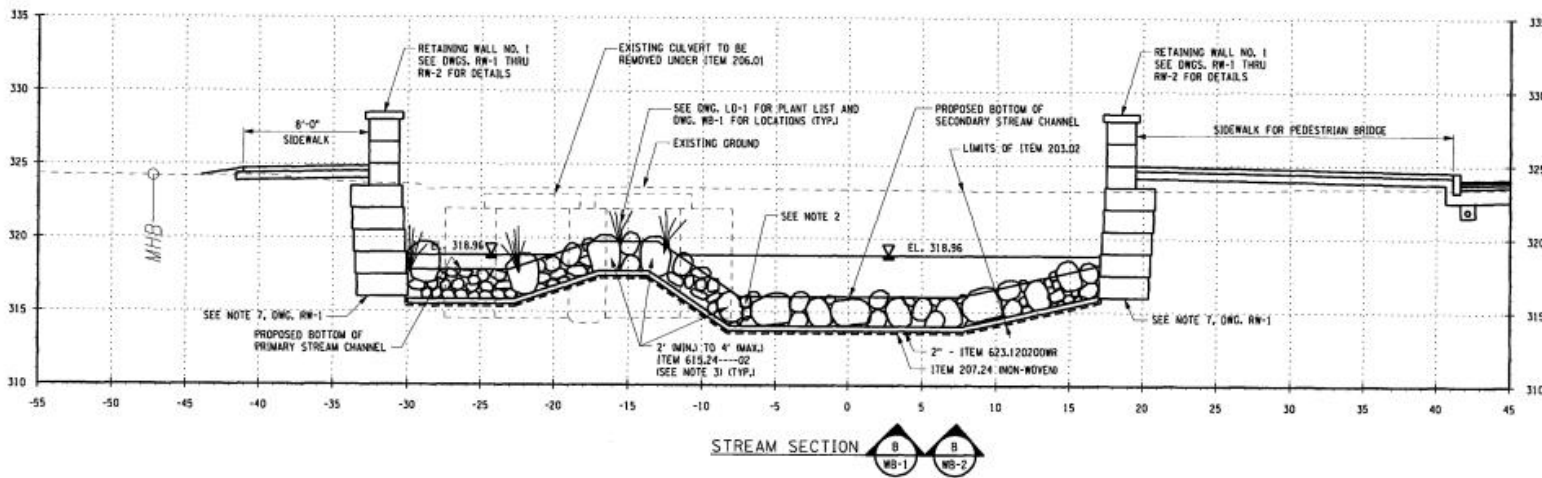 335
330
325
320
315
310
335
330
325
320
315
310
RETAINING WALL NO. 1
SEE DWGS. RW-1 THRU
RW-2 FOR DETAILS
EXISTING CULVERT TO BE
REMOVED UNDER ITEM 206.01
SEE DWG. LD-1 FOR PLANT LIST AND
DWG. WB-1 FOR LOCATIONS (TYP.)
EXISTING GROUND
PROPOSED BOTTOM OF
SECONDARY STREAM CHANNEL
LIMITS OF ITEM 203.02
RETAINING WALL NO. 1
SEE DWGS. RW-1 THRU
RW-2 FOR DETAILS
8'-0"
SIDEWALK
SIDEWALK FOR PEDESTRIAN BRIDGE
MHB
EL. 318.96
SEE NOTE 2
EL. 318.96
SEE NOTE 7, DWG. RW-1
PROPOSED BOTTOM OF
PRIMARY STREAM CHANNEL
2' (MIN.) TO 4' (MAX.)
ITEM 615.24----02
(SEE NOTE 3) (TYP.)
2" - ITEM 623.120200WR
ITEM 207.24 (NON-WOVEN)
SEE NOTE 7, DWG. RW-1
-55 -50 -45 -40 -35 -30 -25 -20 -15 -10 -5 0 5 10 15 20 25 30 35 40 45
STREAM SECTION
B
WB-1
B
WB-2